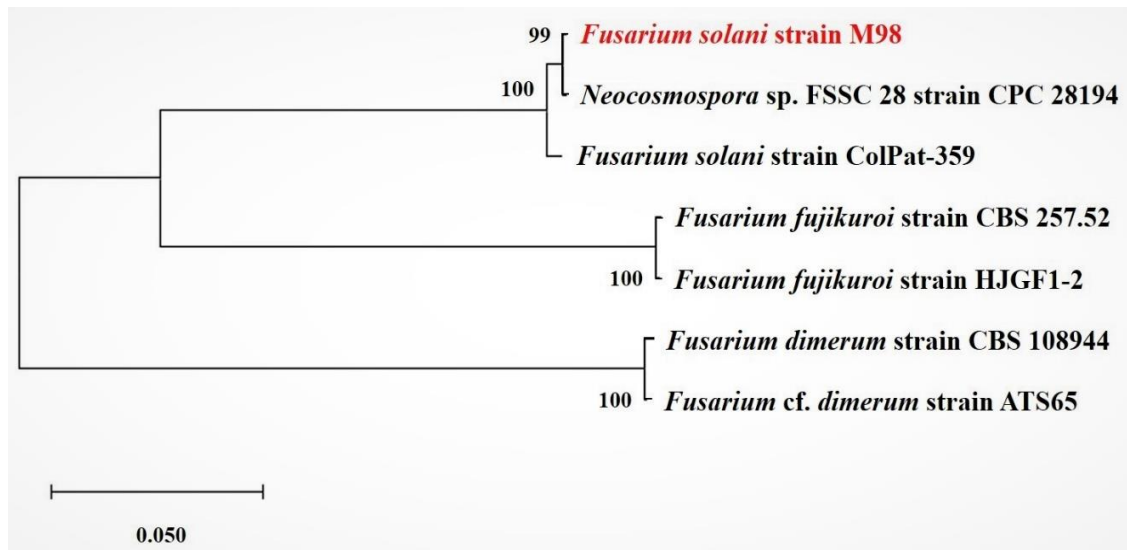 99
Fusarium solani strain M98
100
Neocosmospora sp. FSSC 28 strain CPC 28194
Fusarium solani strain ColPat-359
Fusarium fujikuroi strain CBS 257.52
100
Fusarium fujikuroi strain HJGF1-2
Fusarium dimerum strain CBS 108944
100
Fusarium cf. dimerum strain ATS65
0.050